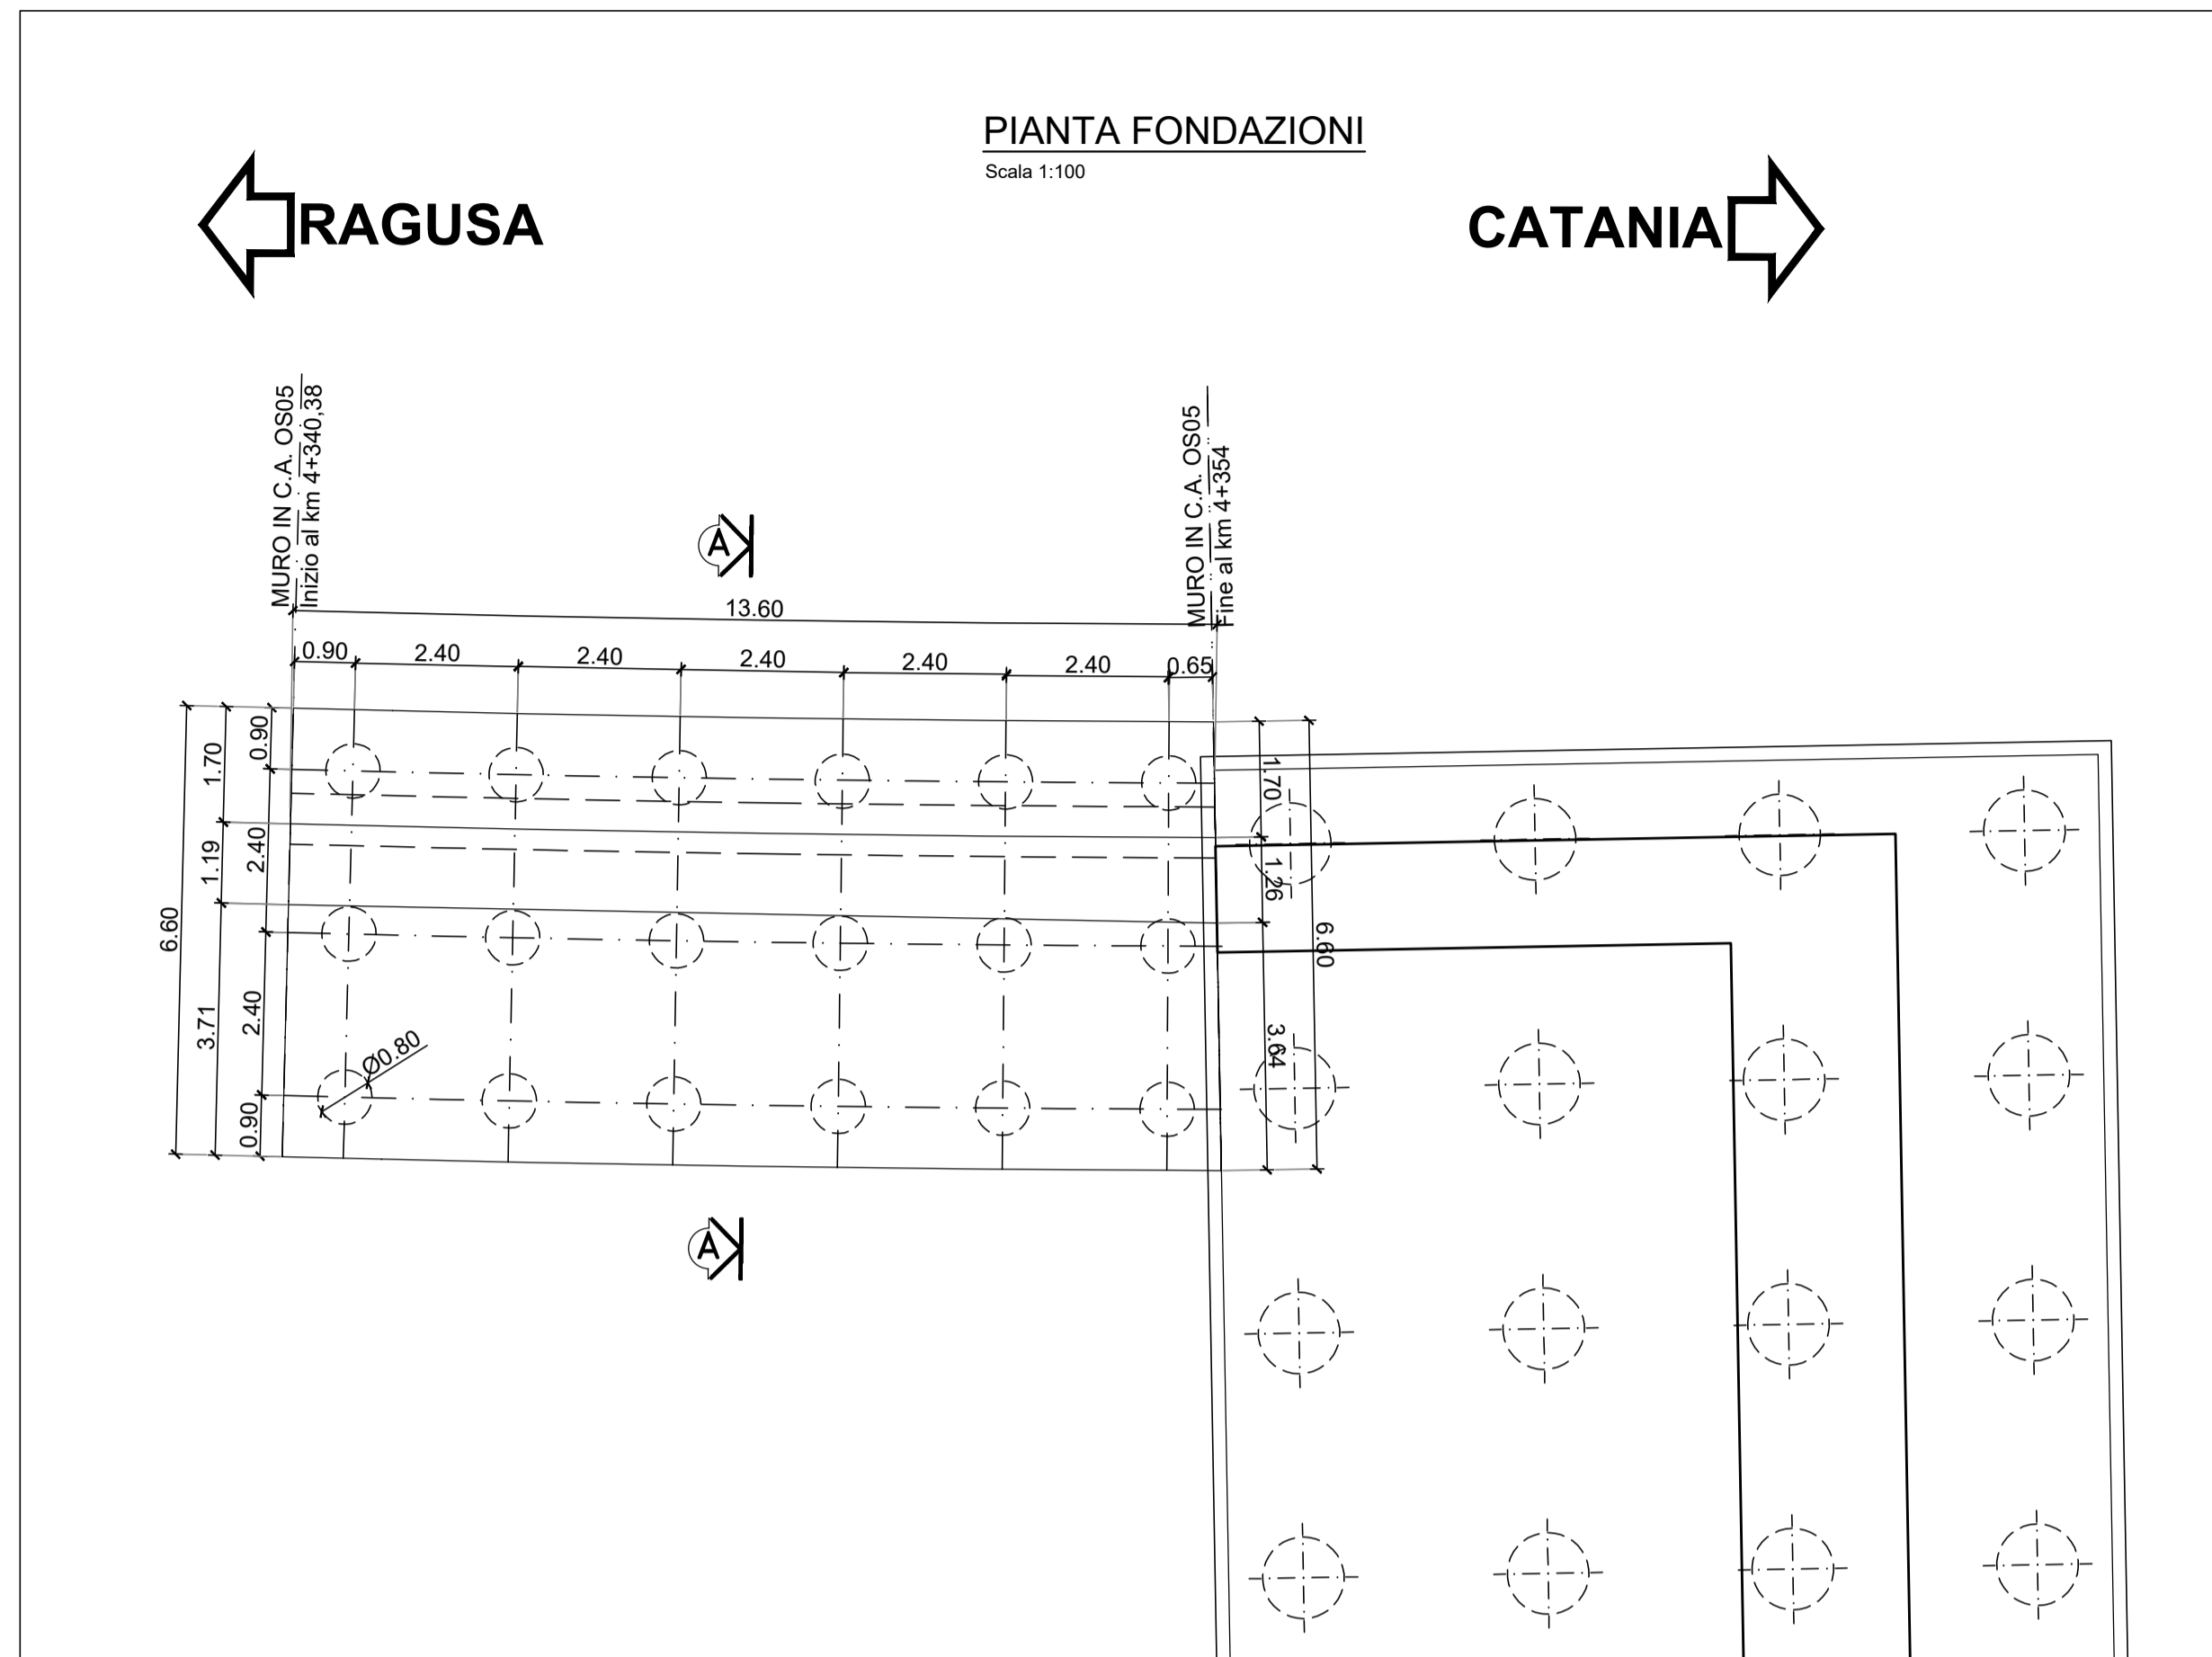 PIANTA FONDAZIONI
Scala 1:100
RAGUSA
CATANIA
MURO IN C.A. OS05
Inizio al km 4+340,38
MURO IN C.A. OS05
Fine al km 4+354
A
13.60
0.90
2.40
2.40
2.40
2.40
2.40
0.65
0.90
1.70
2.40
1.19
6.60
2.40
3.71
0.90
Ø0.80
1.70
1.26
6.60
3.64
A